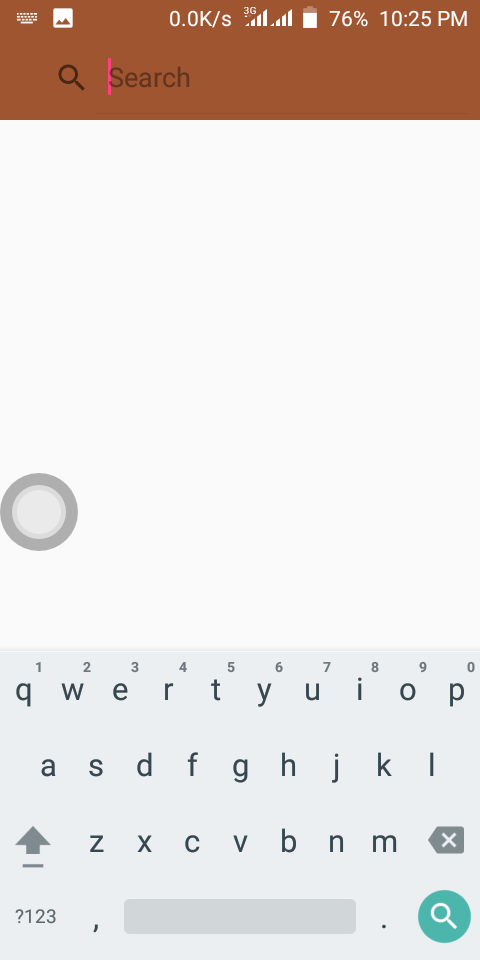 0.0K/s 3G 76% 10:25 PM
Search
1 2 3 4 5 6 7 8 9 0
q w e r t y u i o p
a s d f g h j k l
z x c v b n m
?123 , .